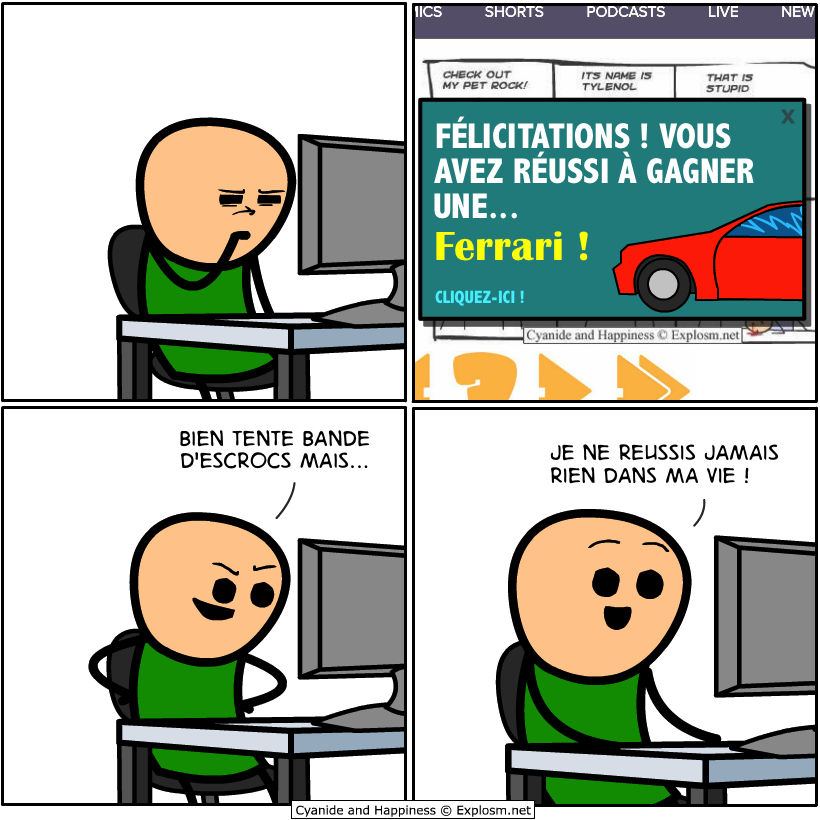 MICS SHORTS PODCASTS LIVE NEW
CHECK OUT
MY PET ROCK!
ITS NAME IS
TYLENOL
THAT IS
STUPID
X
FÉLICITATIONS ! VOUS
AVEZ RÉUSSI À GAGNER
UNE...
Ferrari !
CLIQUEZ-ICI !
Cyanide and Happiness © Explosm.net
BIEN TENTE BANDE
D'ESCROCS MAIS...
JE NE REUSSIS JAMAIS
RIEN DANS MA VIE !
Cyanide and Happiness © Explosm.net